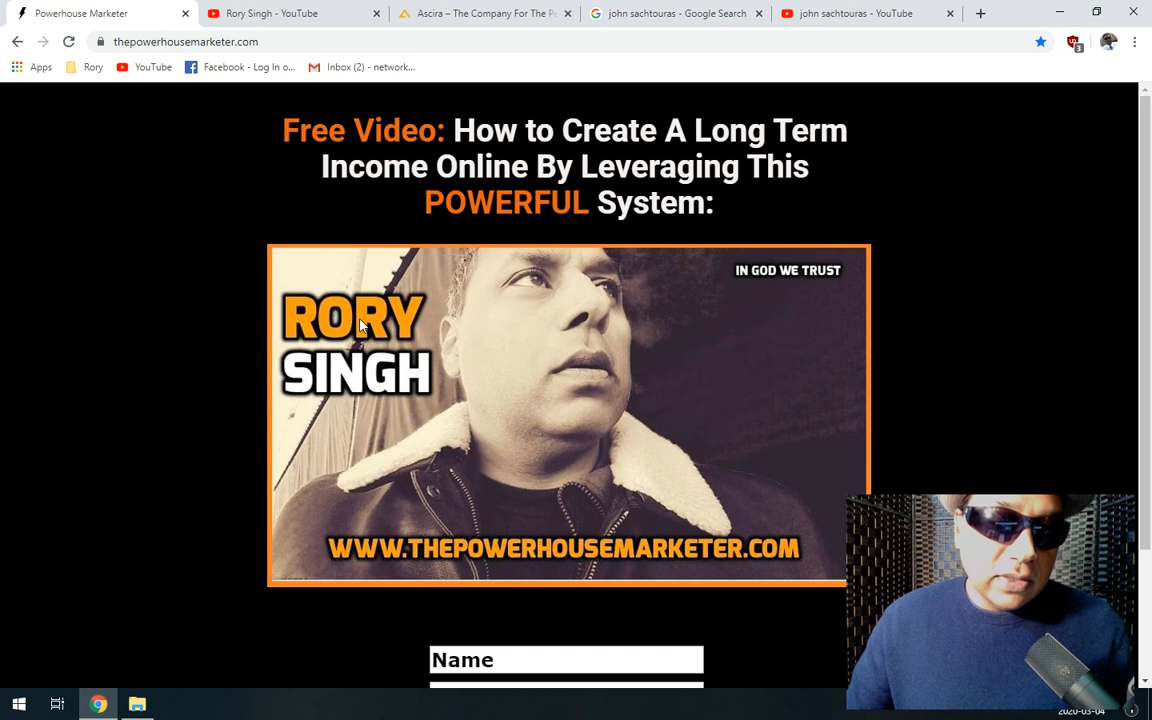 Powerhouse Marketer
Rory Singh - YouTube
Ascira – The Company For The Pe
john sachtouras - Google Search
john sachtouras - YouTube
thepowerhousemarketer.com
3
Apps
Rory
YouTube
Facebook - Log In o...
Inbox (2) - network...
Free Video: How to Create A Long Term
Income Online By Leveraging This
POWERFUL System:
IN GOD WE TRUST
RORY
SINGH
WWW.THEPOWERHOUSEMARKETER.COM
Name
2020-03-04